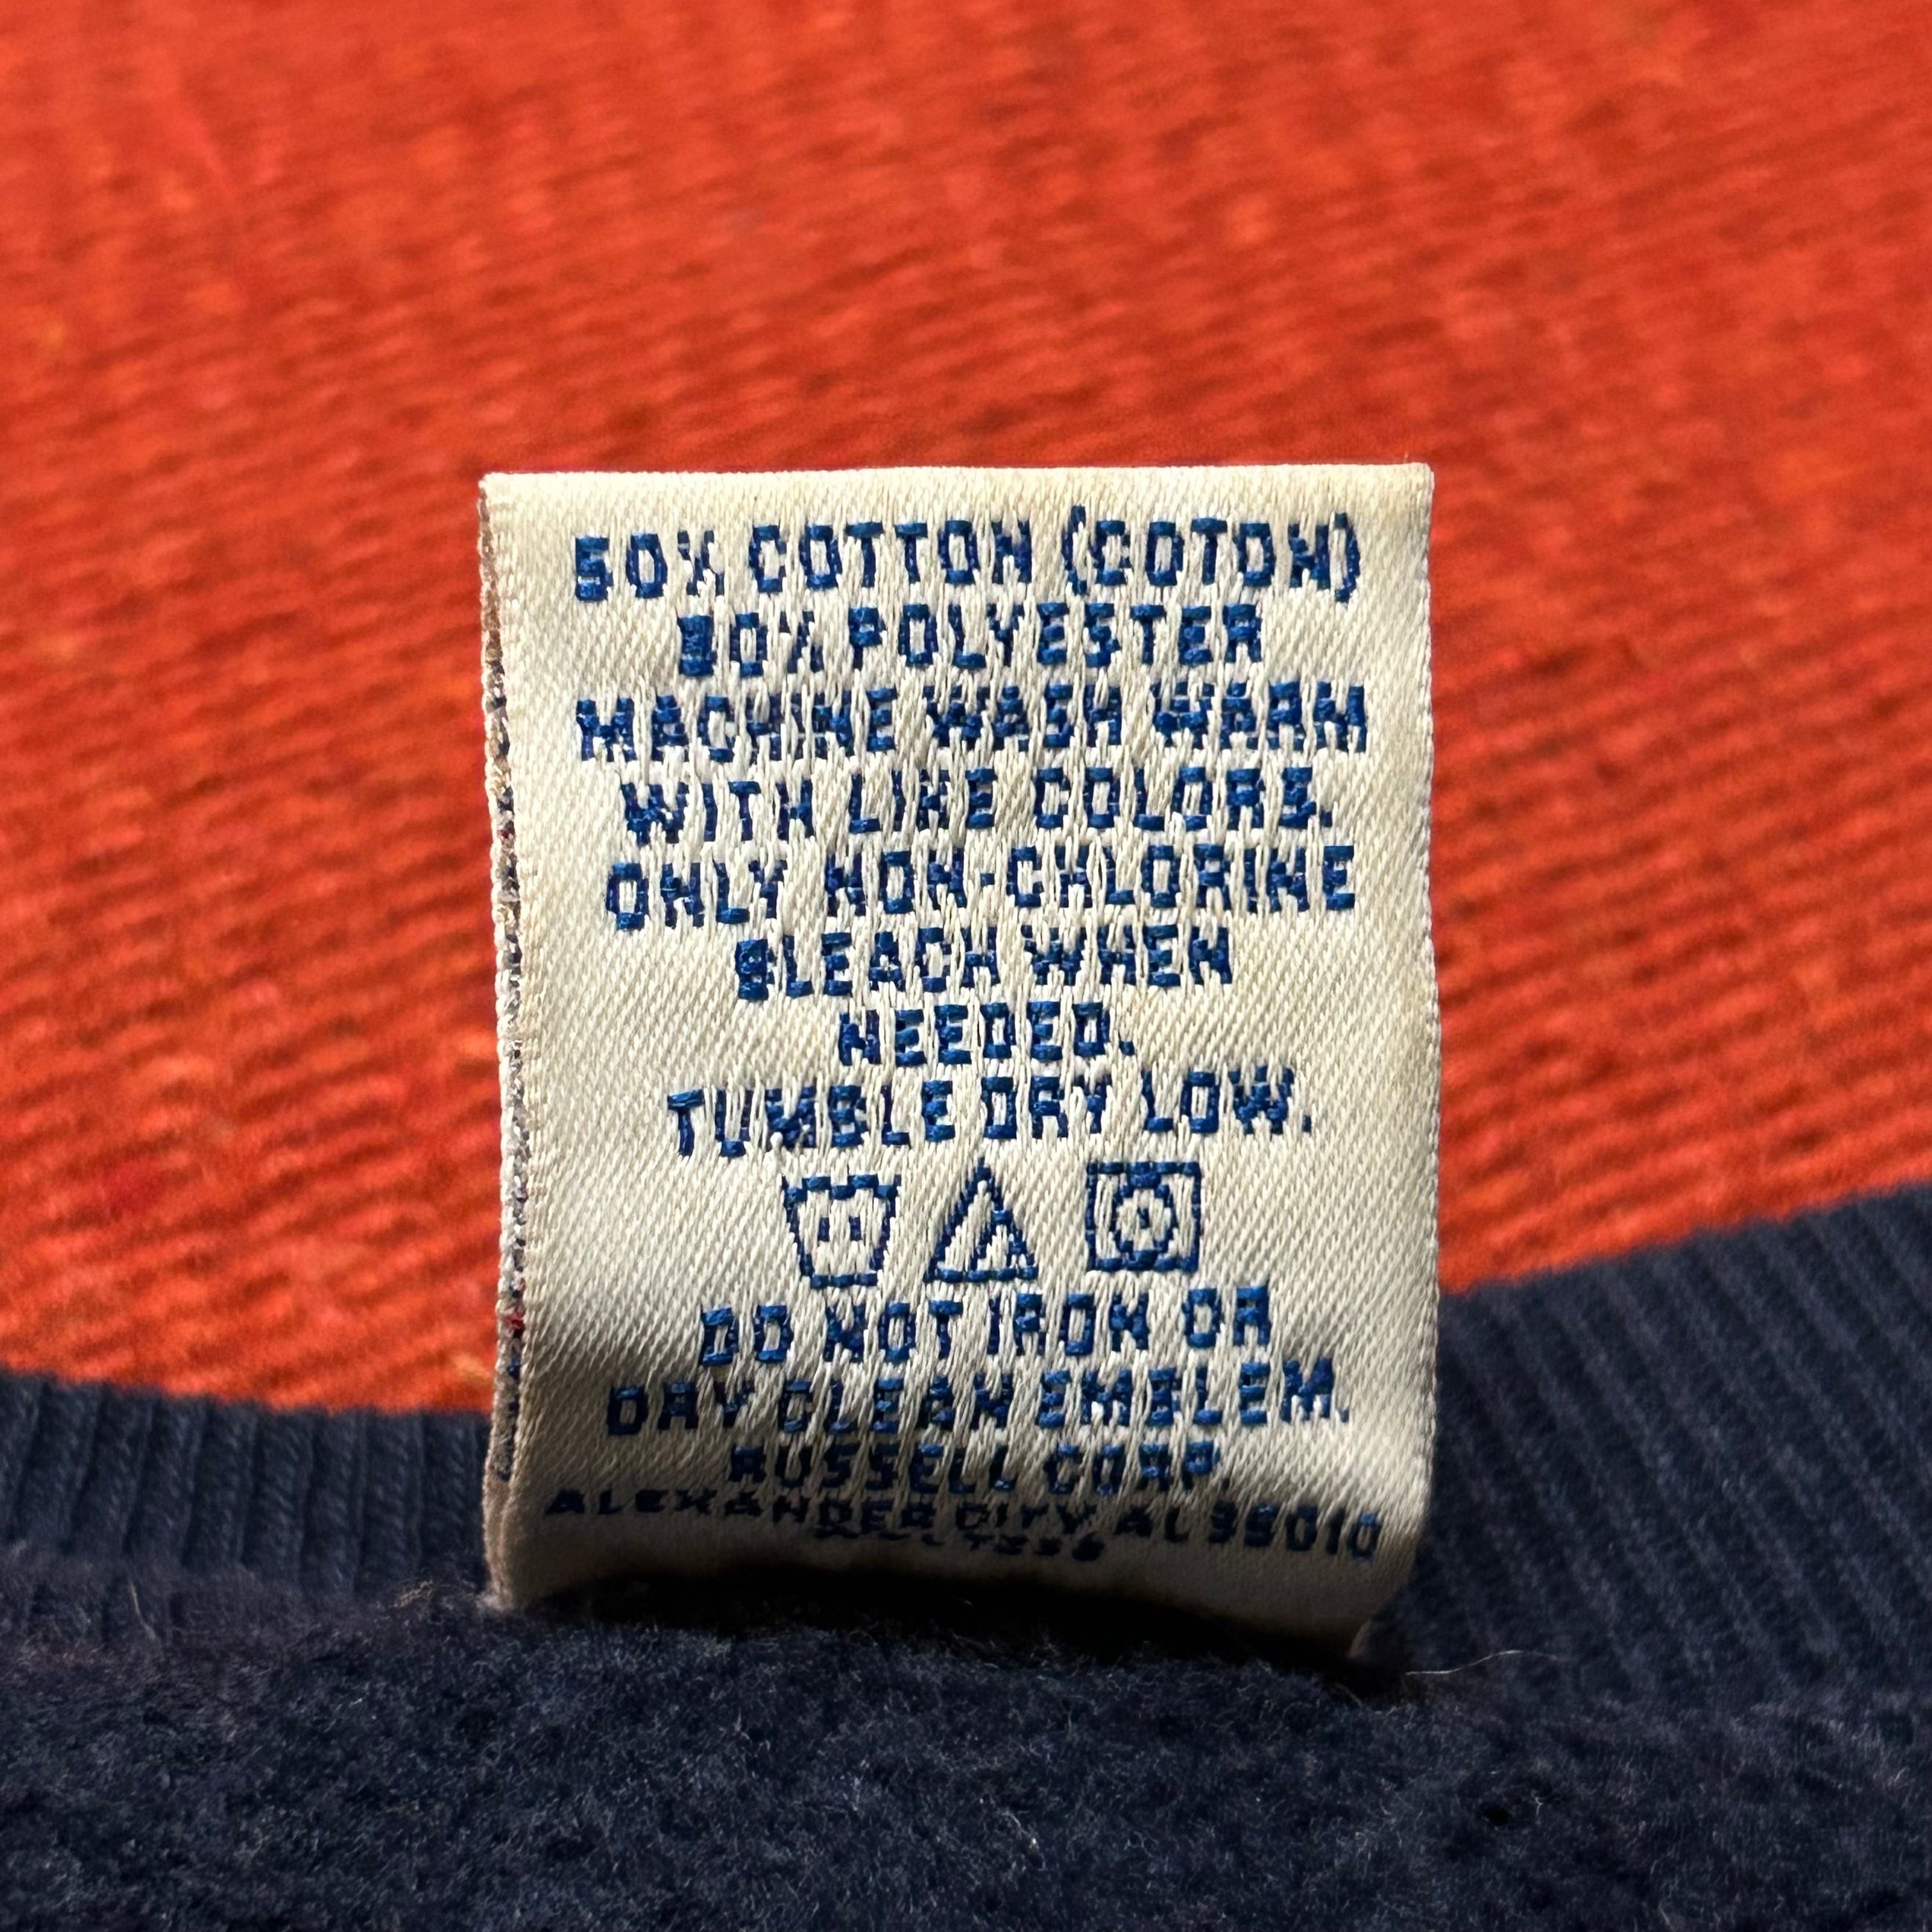 50% COTTON (COTON)
50% POLYESTER
MACHINE WASH WARM
WITH LIKE COLORS.
ONLY NON-CHLORINE
BLEACH WHEN
NEEDED.
TUMBLE DRY LOW.
DO NOT IRON OR
DRY CLEAN EMBLEM.
RUSSELL CORP.
ALEXANDER CITY AL 35010